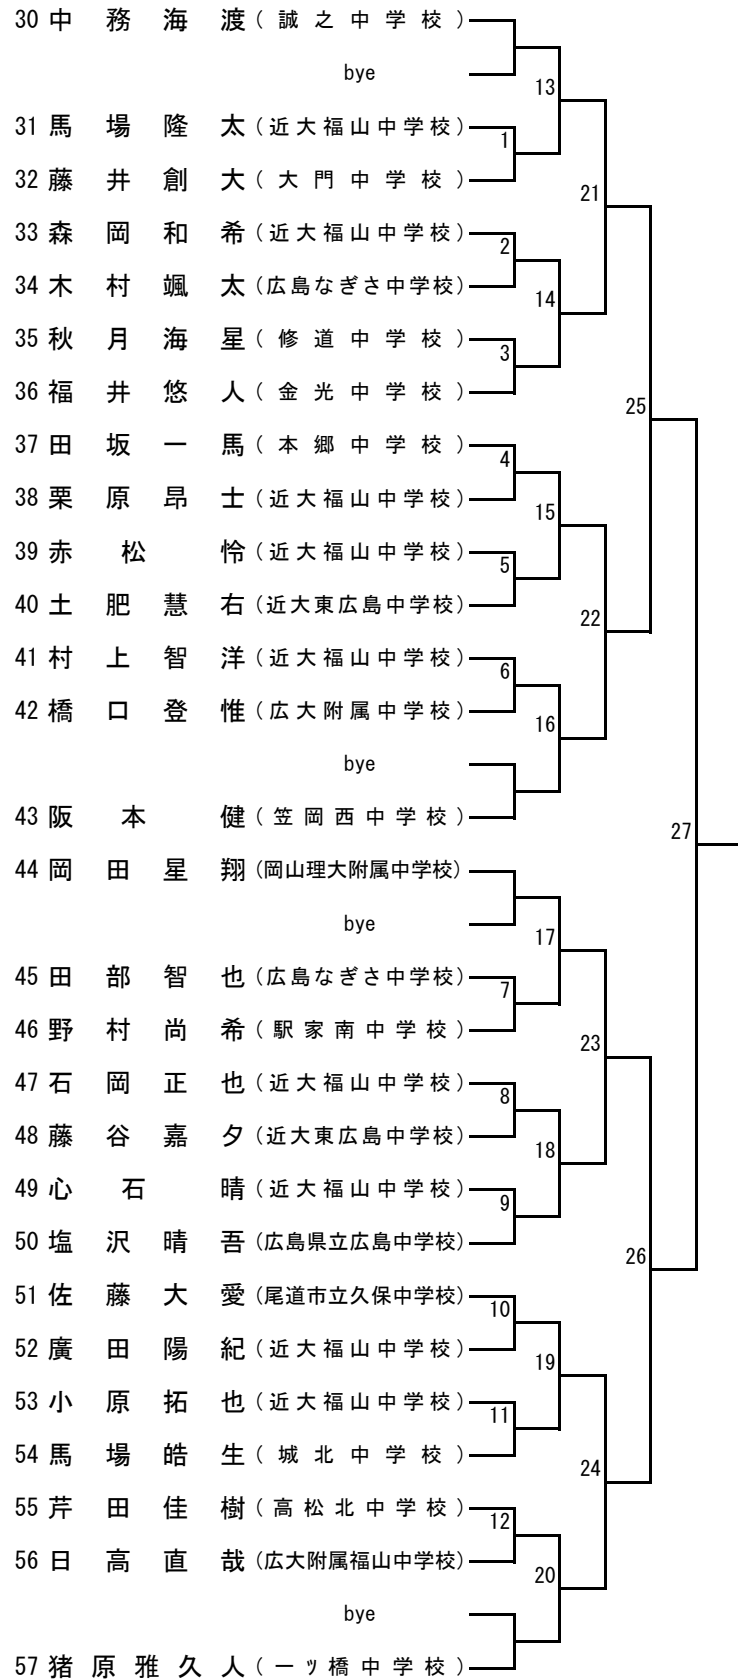 30 中務海渡 (誠之中学校)
bye
13
31 馬場隆太 (近大福山中学校)
1
32 藤井創大 (大門中学校)
21
33 森岡和希 (近大福山中学校)
2
34 木村颯太 (広島なぎさ中学校)
14
35 秋月海星 (修道中学校)
3
36 福井悠人 (金光中学校)
25
37 田坂一馬 (本郷中学校)
4
38 栗原昂士 (近大福山中学校)
15
39 赤松怜 (近大福山中学校)
5
40 土肥慧右 (近大東広島中学校)
22
41 村上智洋 (近大福山中学校)
6
42 橋口登惟 (広大附属中学校)
16
bye
43 阪本健 (笠岡西中学校)
27
44 岡田星翔 (岡山理大附属中学校)
bye
17
45 田部智也 (広島なぎさ中学校)
7
46 野村尚希 (駅家南中学校)
23
47 石岡正也 (近大福山中学校)
8
48 藤谷嘉夕 (近大東広島中学校)
18
49 心石晴 (近大福山中学校)
9
50 塩沢晴吾 (広島県立広島中学校)
26
51 佐藤大愛 (尾道市立久保中学校)
10
52 廣田陽紀 (近大福山中学校)
19
53 小原拓也 (近大福山中学校)
11
54 馬場皓生 (城北中学校)
24
55 芹田佳樹 (高松北中学校)
12
56 日高直哉 (広大附属福山中学校)
20
bye
57 猪原雅久人 (一ッ橋中学校)